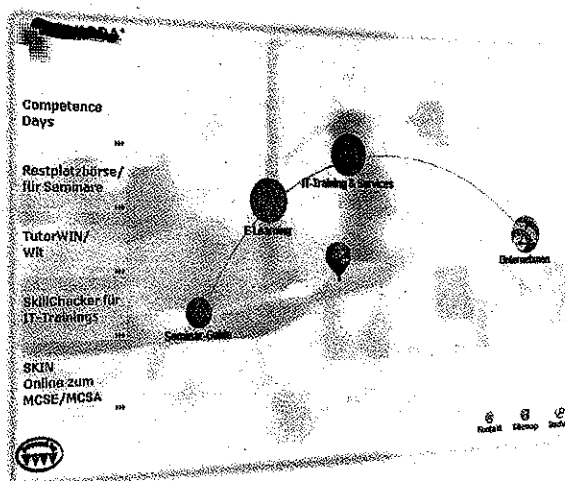 Competence
Days
Restplatzbörse/
für Seminare
TutorWIN/
Wit
SkillChecker für
IT-Trainings
SKIN
Online zum
MCSE/MCSA
IT-Training & Services
E-Learning
Unternehmen
Seminar-Guide
Kontakt Sitemap